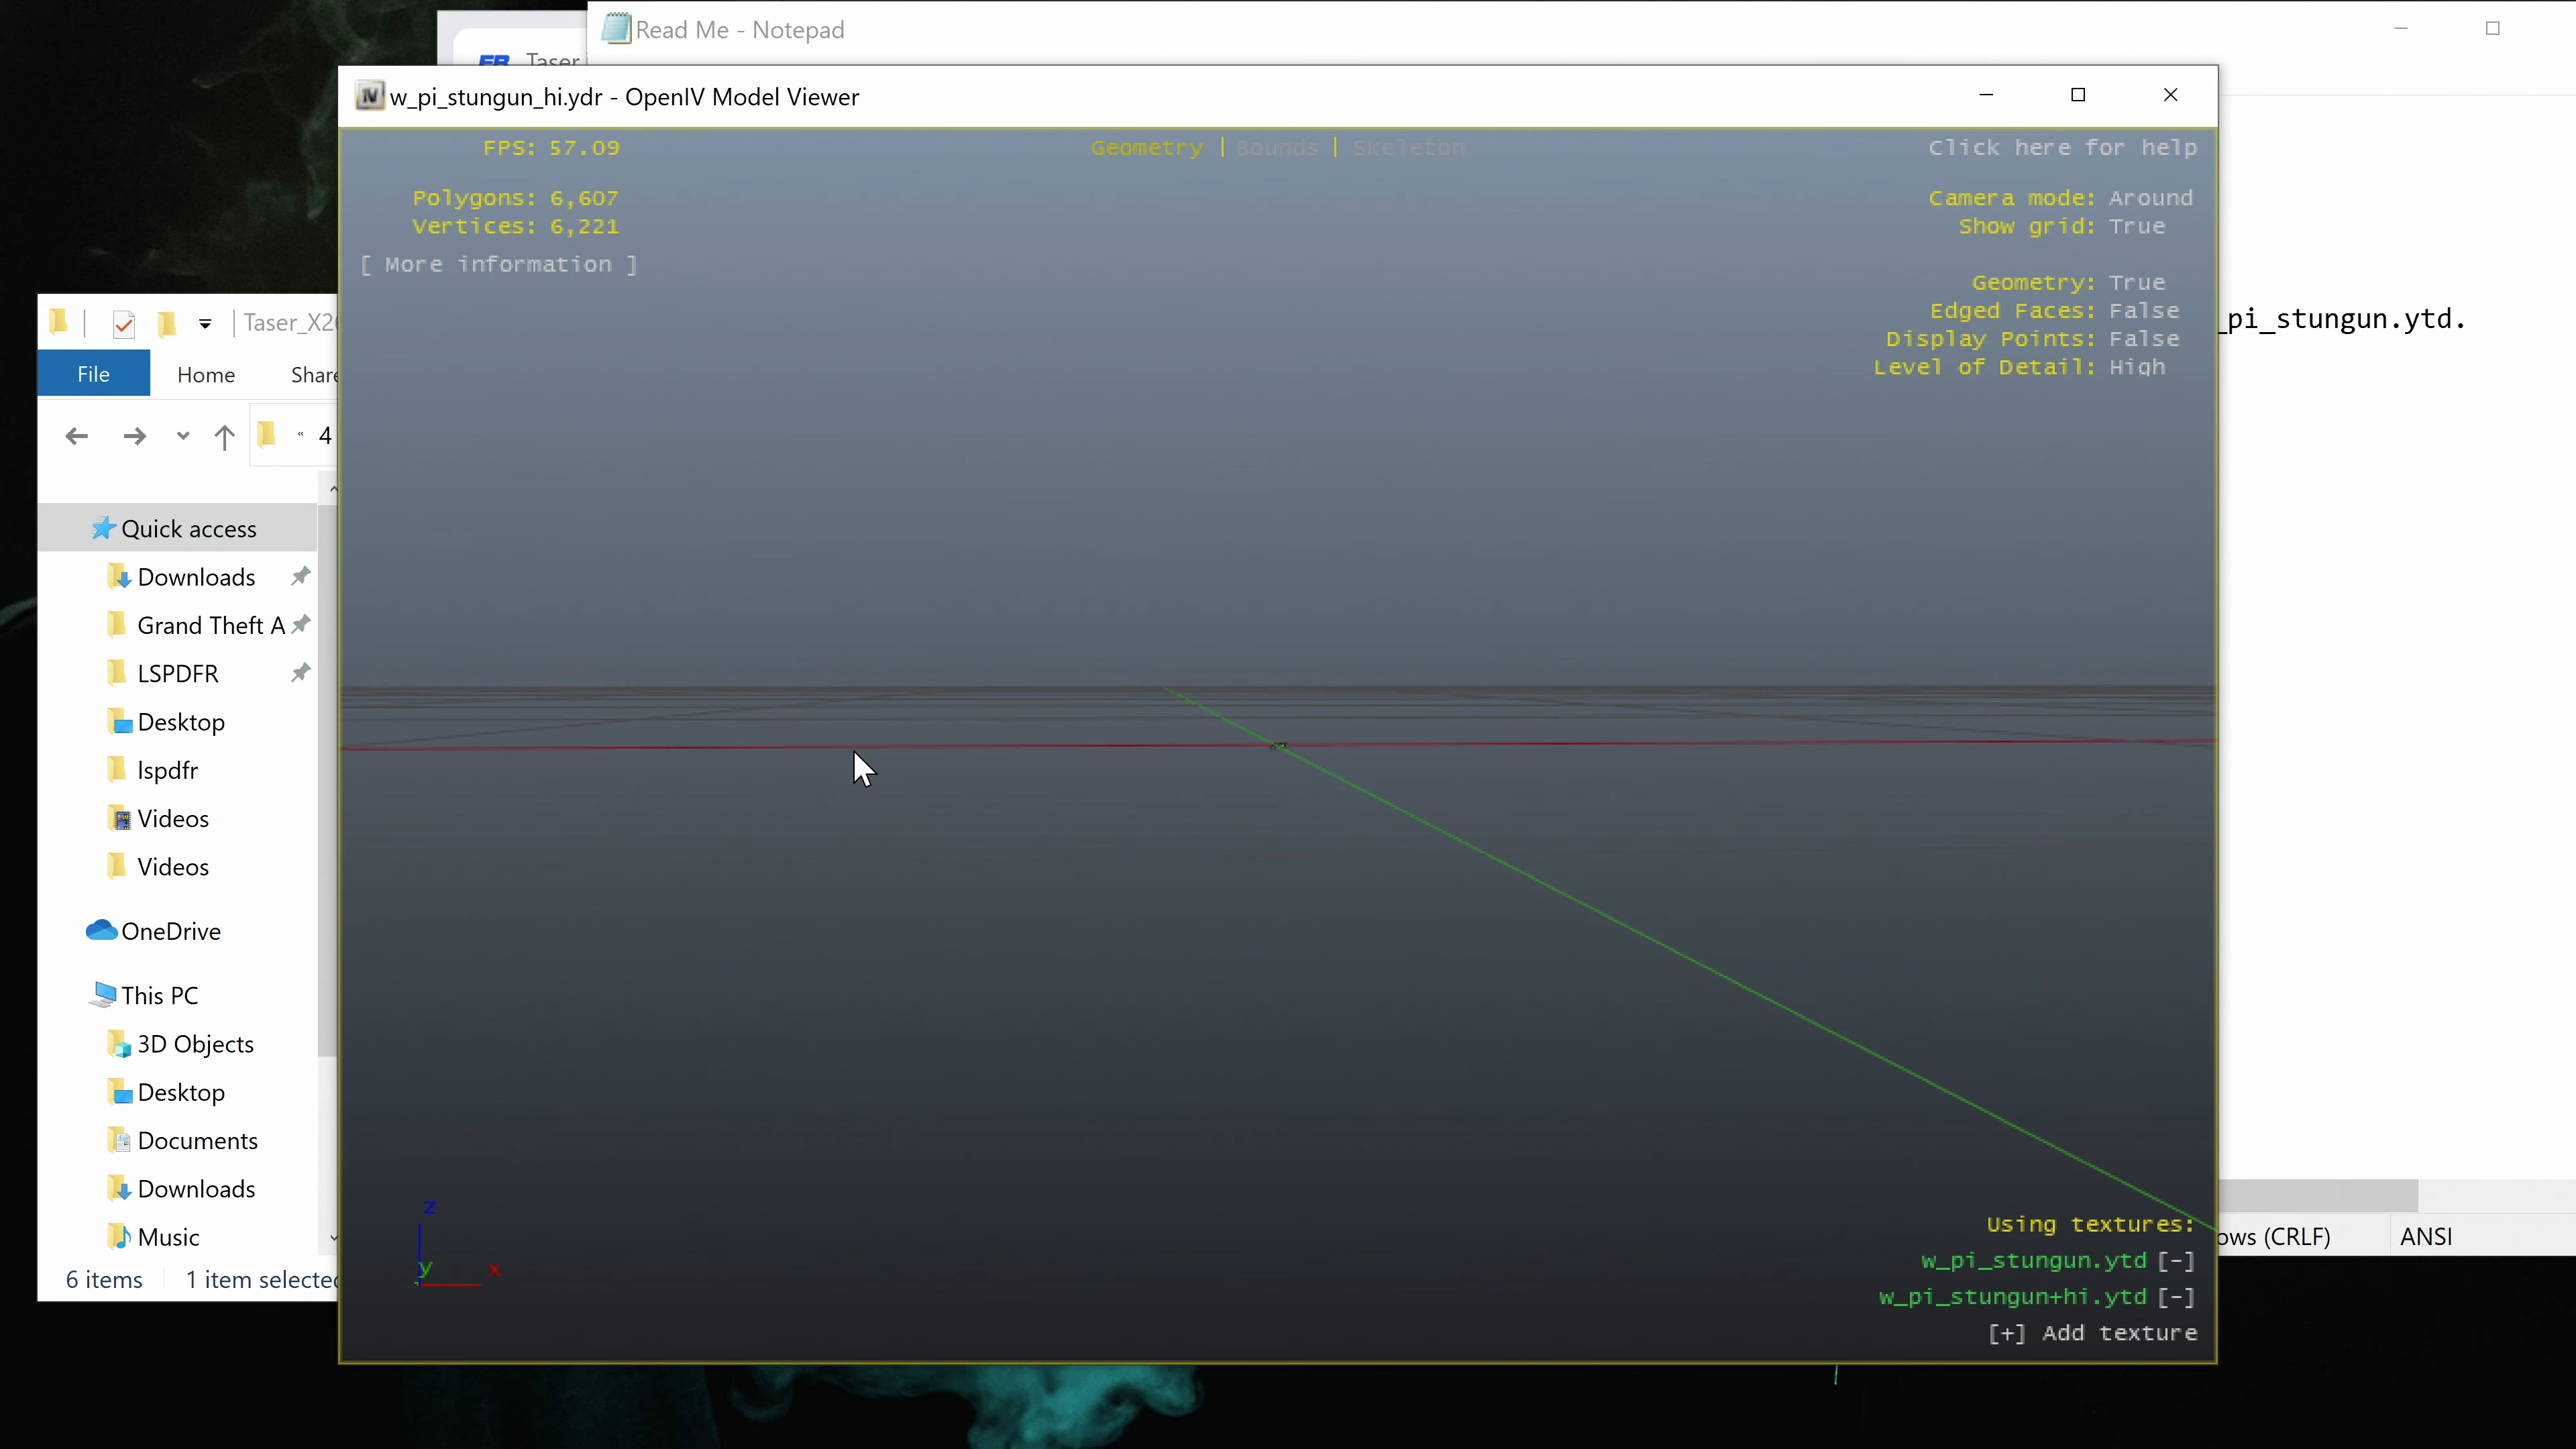 Read Me - Notepad
Taser
w_pi_stungun_hi.ydr - OpenIV Model Viewer
FPS: 57.09
Geometry | Bounds | Skeleton
Click here for help
Polygons: 6,607
Vertices: 6,221
[ More information ]
Camera mode: Around
Show grid: True
Geometry: True
Edged Faces: False
Display Points: False
Level of Detail: High
_pi_stungun.ytd.
Taser_X2
File
Home
Share
« 4
Quick access
Downloads
Grand Theft A
LSPDFR
Desktop
lspdfr
Videos
Videos
OneDrive
This PC
3D Objects
Desktop
Documents
Downloads
Music
6 items
1 item selected
z
y
x
Using textures:
w_pi_stungun.ytd [-]
w_pi_stungun+hi.ytd [-]
[+] Add texture
ows (CRLF)
ANSI